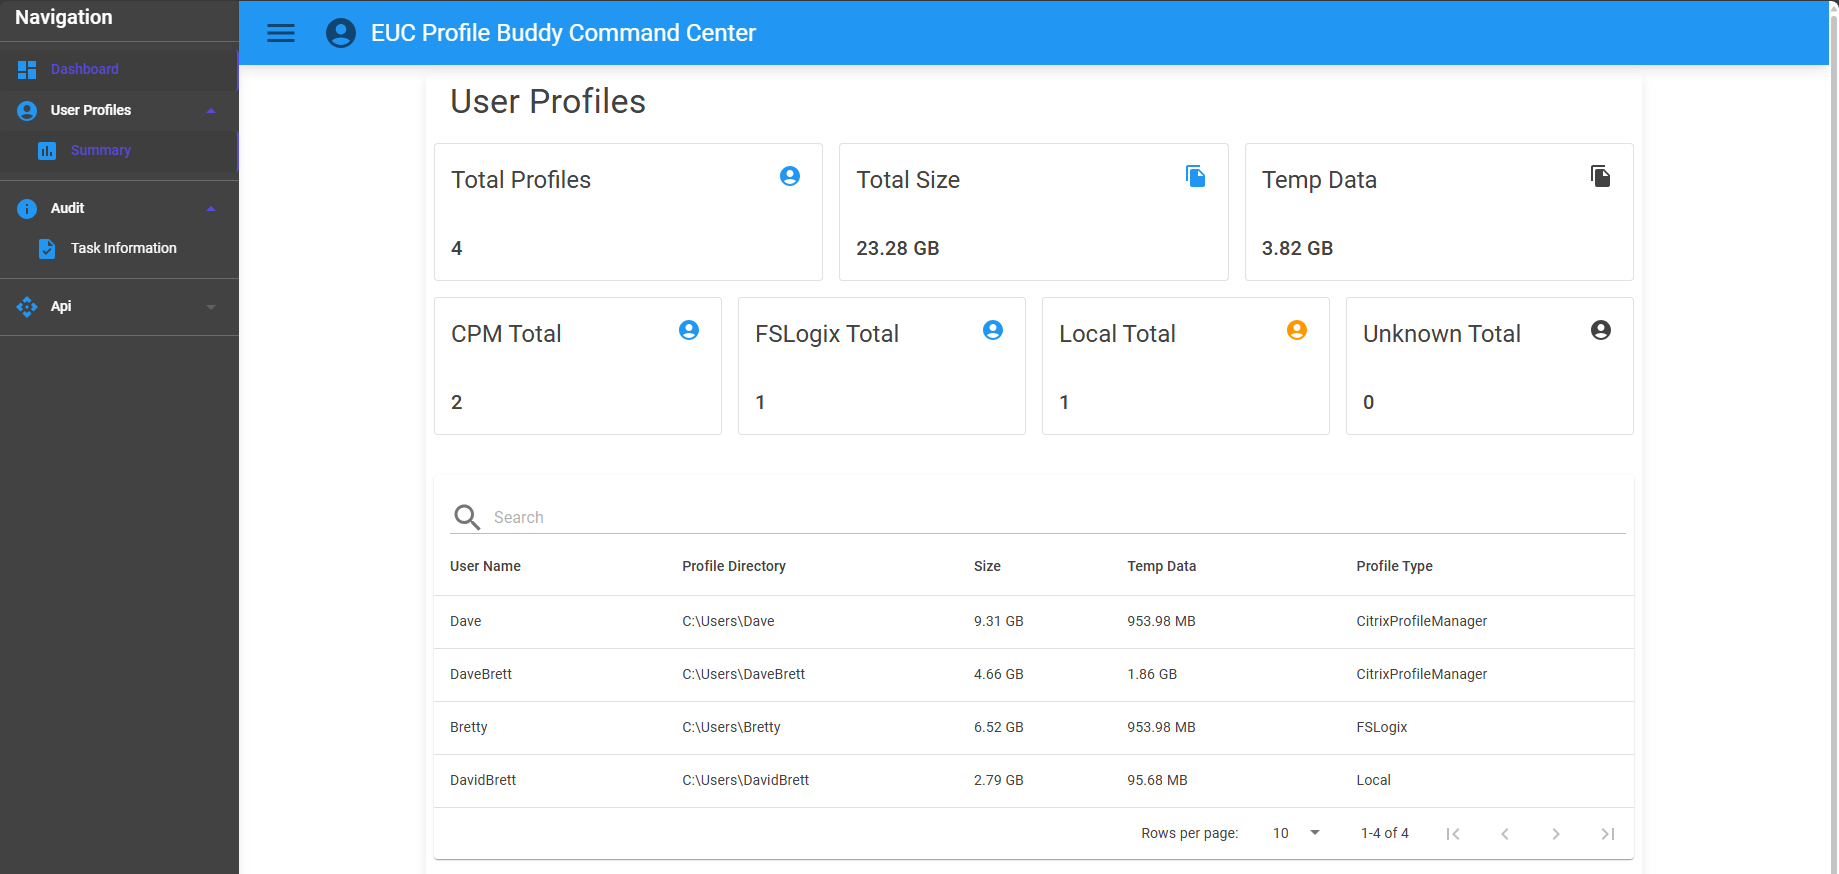 Navigation
EUC Profile Buddy Command Center
Dashboard
User Profiles
Summary
Audit
Task Information
Api
User Profiles
Total Profiles
4
Total Size
23.28 GB
Temp Data
3.82 GB
CPM Total
2
FSLogix Total
1
Local Total
1
Unknown Total
0
Search
User Name Profile Directory Size Temp Data Profile Type
Dave C:\Users\Dave 9.31 GB 953.98 MB CitrixProfileManager
DaveBrett C:\Users\DaveBrett 4.66 GB 1.86 GB CitrixProfileManager
Bretty C:\Users\Bretty 6.52 GB 953.98 MB FSLogix
DavidBrett C:\Users\DavidBrett 2.79 GB 95.68 MB Local
Rows per page: 10 1-4 of 4